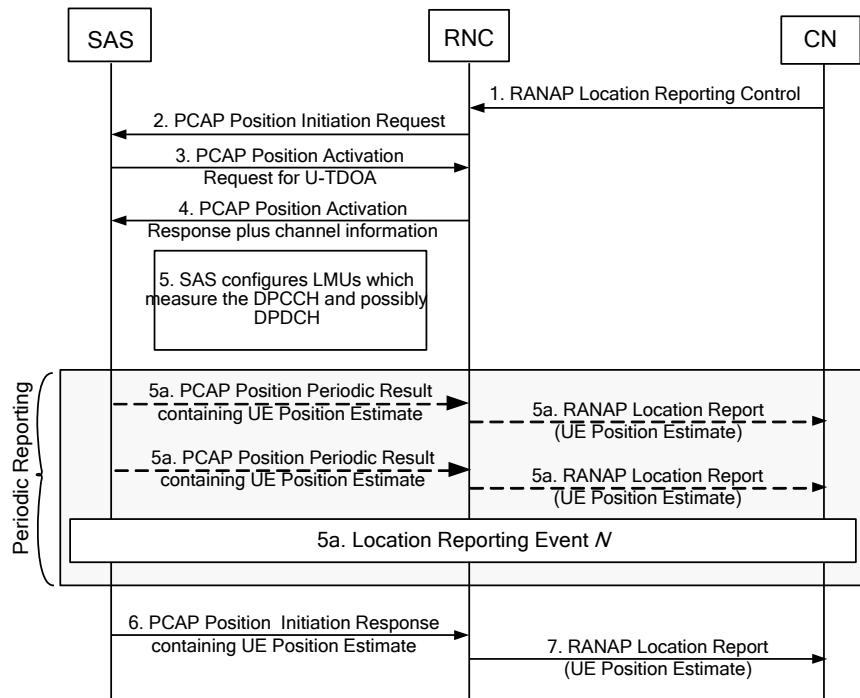 SAS
RNC
CN
1. RANAP Location Reporting Control
2. PCAP Position Initiation Request
3. PCAP Position Activation
Request for U-TDOA
4. PCAP Position Activation
Response plus channel information
5. SAS configures LMUs which
measure the DPCCH and possibly
DPDCH
Periodic Reporting
5a. PCAP Position Periodic Result
containing UE Position Estimate
5a. RANAP Location Report
(UE Position Estimate)
5a. PCAP Position Periodic Result
containing UE Position Estimate
5a. RANAP Location Report
(UE Position Estimate)
5a. Location Reporting Event N
6. PCAP Position Initiation Response
containing UE Position Estimate
7. RANAP Location Report
(UE Position Estimate)